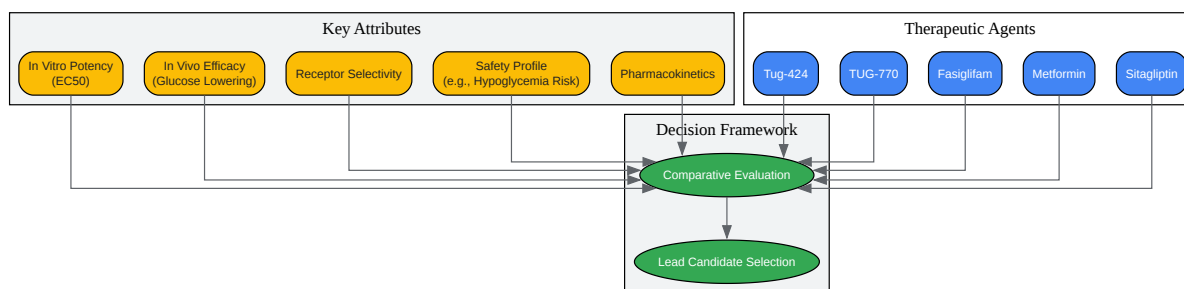 Key Attributes
In Vitro Potency
(EC50)
In Vivo Efficacy
(Glucose Lowering)
Receptor Selectivity
Safety Profile
(e.g., Hypoglycemia Risk)
Pharmacokinetics
Therapeutic Agents
Tug-424
TUG-770
Fasiglifam
Metformin
Sitagliptin
Decision Framework
Comparative Evaluation
Lead Candidate Selection